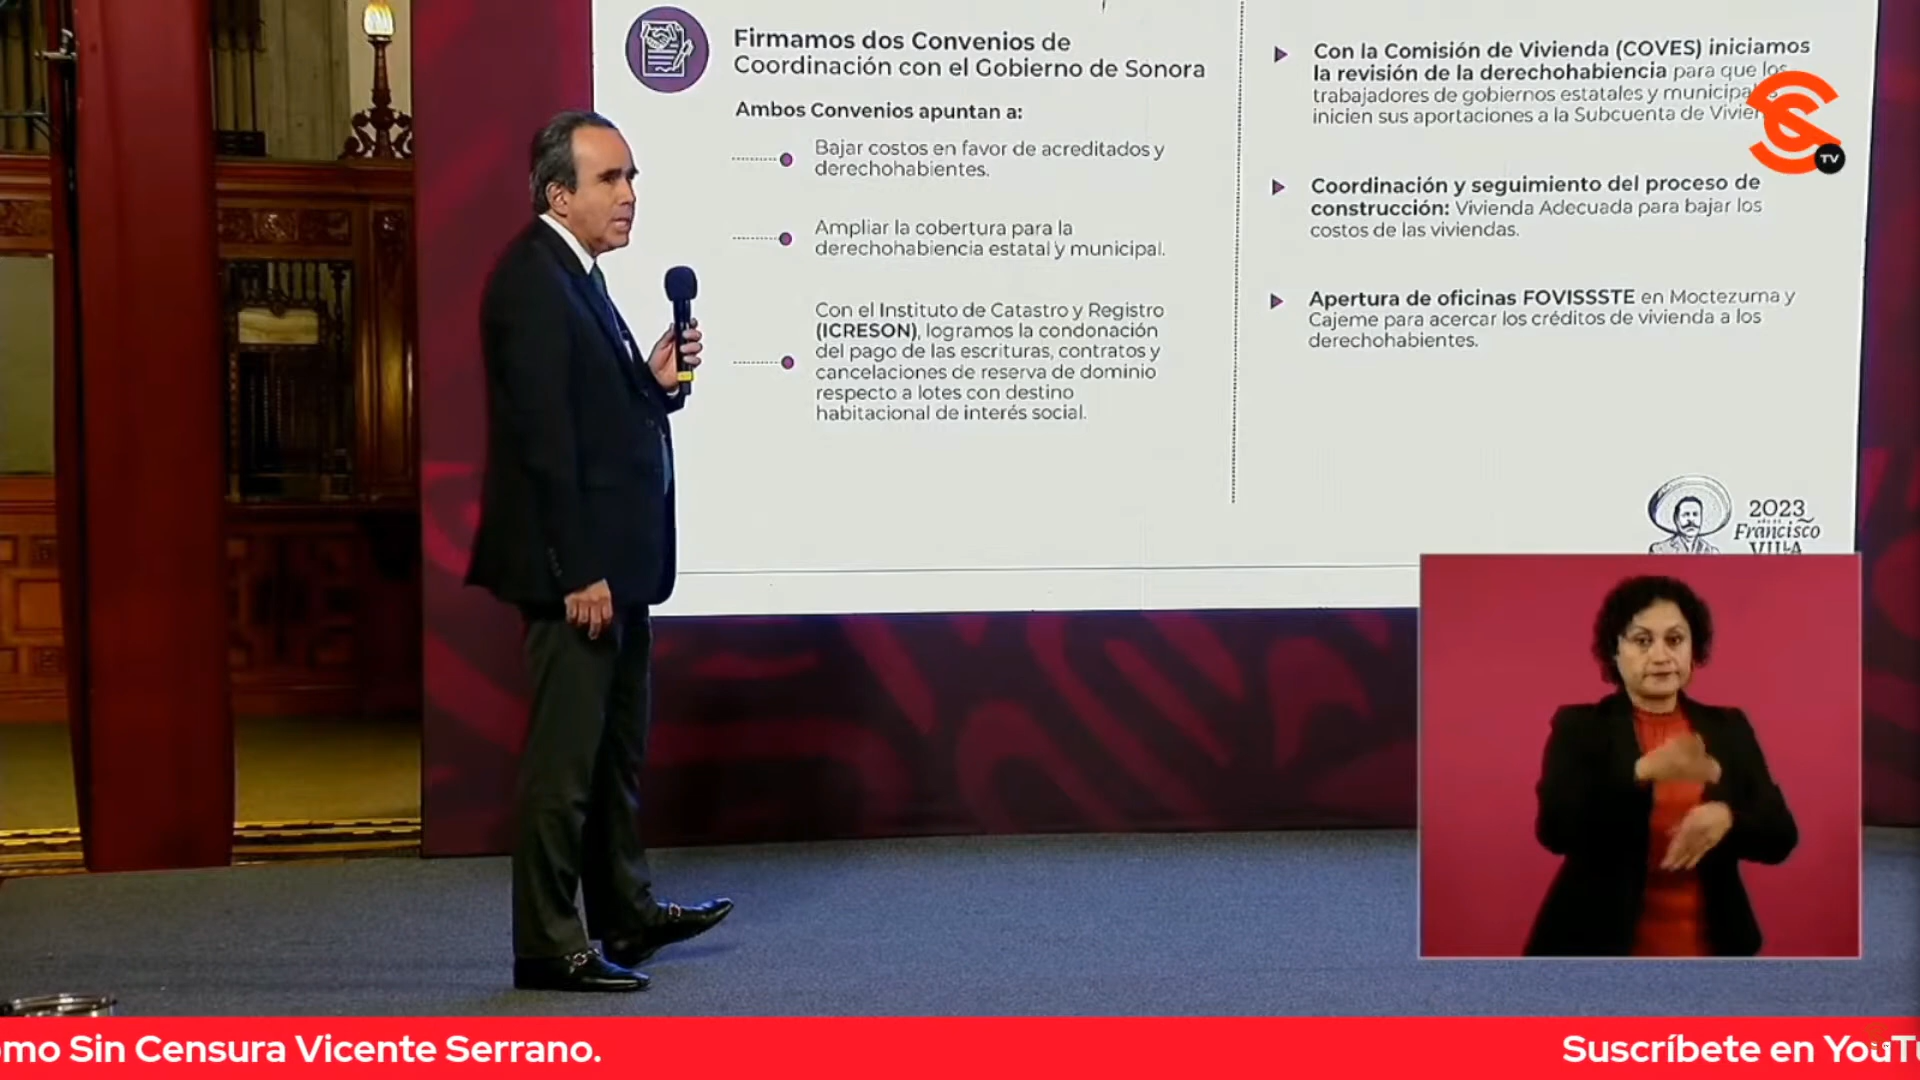 Firmamos dos Convenios de
Coordinación con el Gobierno de Sonora
Ambos Convenios apuntan a:
Bajar costos en favor de acreditados y
derechohabientes.
Ampliar la cobertura para la
derechohabiencia estatal y municipal.
Con el Instituto de Catastro y Registro
(ICRESON), logramos la condonación
del pago de las escrituras, contratos y
cancelaciones de reserva de dominio
respecto a lotes con destino
habitacional de interés social.
Con la Comisión de Vivienda (COVES) iniciamos
la revisión de la derechohabiencia para que los
trabajadores de gobiernos estatales y municipa
inicien sus aportaciones a la Subcuenta de Vivien
Coordinación y seguimiento del proceso de
construcción: Vivienda Adecuada para bajar los
costos de las viviendas.
Apertura de oficinas FOVISSSTE en Moctezuma y
Cajeme para acercar los créditos de vivienda a los
derechohabientes.
TV
2023
Francisco
VILLA
omo Sin Censura Vicente Serrano.
Suscríbete en YouTu